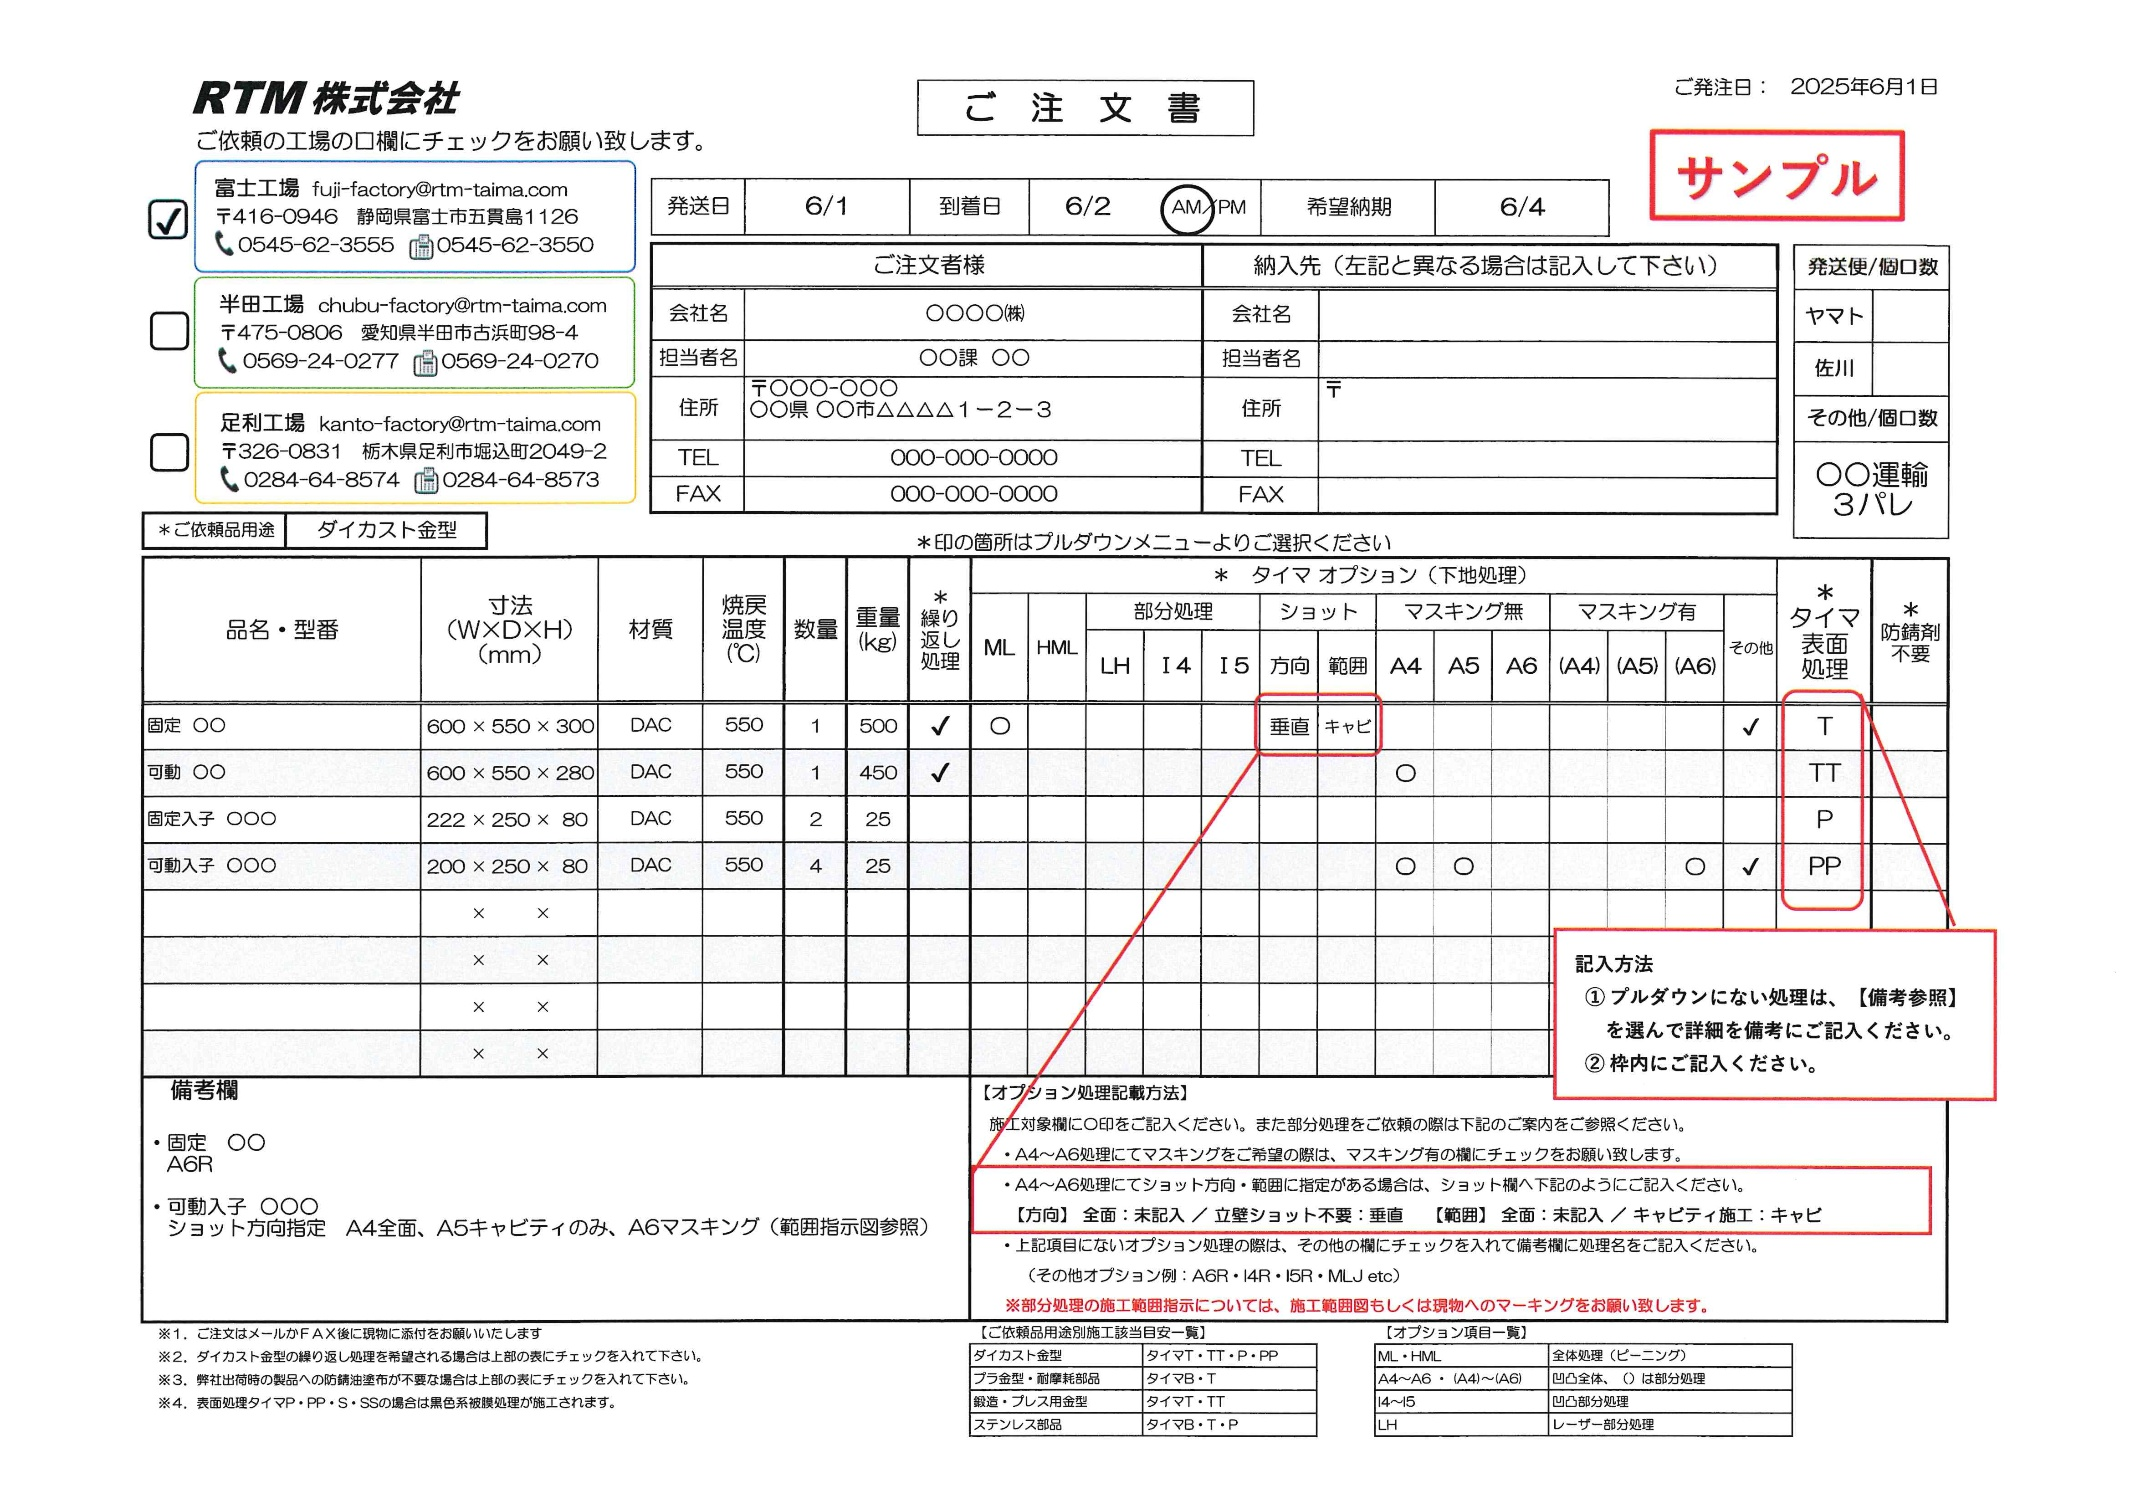 RTM 株式会社
ご注文書
ご発注日： 2025年6月1日
サンプル
ご依頼の工場の口欄にチェックをお願い致します。
✓ 富士工場 fuji-factory@rtm-taima.com
〒416-0946 静岡県富士市五貫島1126
0545-62-3555 0545-62-3550
半田工場 chubu-factory@rtm-taima.com
〒475-0806 愛知県半田市古浜町98-4
0569-24-0277 0569-24-0270
足利工場 kanto-factory@rtm-taima.com
〒326-0831 栃木県足利市堀込町2049-2
0284-64-8574 0284-64-8573
発送日 6/1 到着日 6/2 AM/PM 希望納期 6/4
ご注文者様 納入先（左記と異なる場合は記入して下さい）
会社名 〇〇〇〇㈱ 会社名
担当者名 〇〇課 〇〇 担当者名
住所 〒〇〇〇-〇〇〇 住所 〒
〇〇県 〇〇市△△△△１－２－３
TEL 000-000-0000 TEL
FAX 000-000-0000 FAX
発送便/個口数
ヤマト
佐川
その他/個口数
〇〇運輸
３パレ
＊ご依頼品用途 ダイカスト金型
＊印の箇所はプルダウンメニューよりご選択ください
品名・型番 寸法（W×D×H）（mm） 材質 焼戻温度（℃） 数量 重量（kg） ＊繰り返し処理 ＊ タイマ オプション（下地処理） ＊タイマ表面処理 ＊防錆剤不要
部分処理 ショット マスキング無 マスキング有
ML HML LH I4 I5 方向 範囲 A4 A5 A6 (A4) (A5) (A6) その他
固定 〇〇 600 × 550 × 300 DAC 550 1 500 ✓ 〇 垂直 キャビ ✓ T
可動 〇〇 600 × 550 × 280 DAC 550 1 450 ✓ 〇 TT
固定入子 〇〇〇 222 × 250 × 80 DAC 550 2 25 P
可動入子 〇〇〇 200 × 250 × 80 DAC 550 4 25 〇 〇 〇 ✓ PP
× ×
× ×
× ×
× ×
記入方法
① プルダウンにない処理は、【備考参照】
を選んで詳細を備考にご記入ください。
② 枠内にご記入ください。
備考欄
・固定 〇〇
A6R
・可動入子 〇〇〇
ショット方向指定 A4全面、A5キャビティのみ、A6マスキング（範囲指示図参照）
【オプション処理記載方法】
施工対象欄に〇印をご記入ください。また部分処理をご依頼の際は下記のご案内をご参照ください。
・A4～A6処理にてマスキングをご希望の際は、マスキング有の欄にチェックをお願い致します。
・A4～A6処理にてショット方向・範囲に指定がある場合は、ショット欄へ下記のようにご記入ください。
【方向】 全面：未記入 ／ 立壁ショット不要：垂直 【範囲】 全面：未記入 ／ キャビティ施工：キャビ
・上記項目にないオプション処理の際は、その他の欄にチェックを入れて備考欄に処理名をご記入ください。
（その他オプション例：A6R・I4R・I5R・MLJ etc）
※部分処理の施工範囲指示については、施工範囲図もしくは現物へのマーキングをお願い致します。
※1．ご注文はメールかＦＡＸ後に現物に添付をお願いいたします
※2．ダイカスト金型の繰り返し処理を希望される場合は上部の表にチェックを入れて下さい。
※3．弊社出荷時の製品への防錆油塗布が不要な場合は上部の表にチェックを入れて下さい。
※4．表面処理タイマP・PP・S・SSの場合は黒色系被膜処理が施工されます。
【ご依頼品用途別施工該当目安一覧】
ダイカスト金型 タイマT・TT・P・PP
プラ金型・耐摩耗部品 タイマB・T
鍛造・プレス用金型 タイマT・TT
ステンレス部品 タイマB・T・P
【オプション項目一覧】
ML・HML 全体処理（ピーニング）
A4～A6 ・ (A4)～(A6) 凹凸全体、（）は部分処理
I4～I5 凹凸部分処理
LH レーザー部分処理